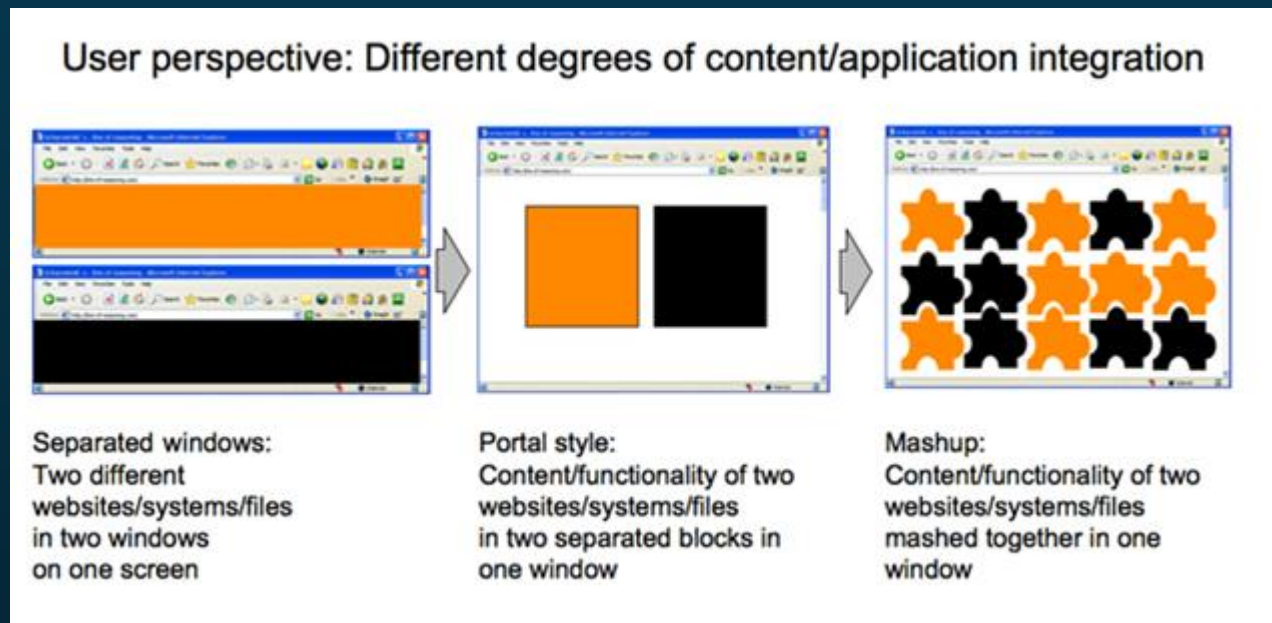 User perspective: Different degrees of content/application integration
Separated windows:
Two different
websites/systems/files
in two windows
on one screen
Portal style:
Content/functionality of two
websites/systems/files
in two separated blocks in
one window
Mashup:
Content/functionality of two
websites/systems/files
mashed together in one
window